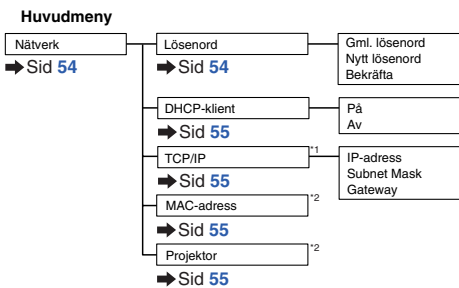 Huvudmeny
Nätverk
➡ Sid 54
Lösenord
➡ Sid 54
Gml. lösenord
Nytt lösenord
Bekräfta
DHCP-klient
➡ Sid 55
På
Av
TCP/IP *1
➡ Sid 55
IP-adress
Subnet Mask
Gateway
MAC-adress *2
➡ Sid 55
Projektor *2
➡ Sid 55